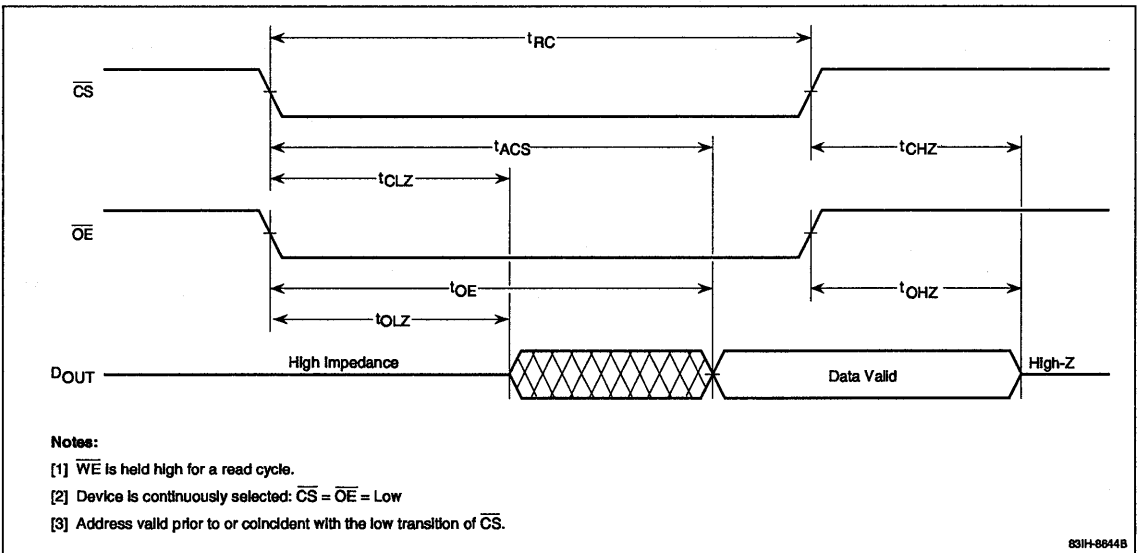 tRC
CS
tACS
tCHZ
tCLZ
OE
tOE
tOHZ
tOLZ
DOUT High Impedance Data Valid High-Z
Notes:
[1] WE is held high for a read cycle.
[2] Device is continuously selected: CS = OE = Low
[3] Address valid prior to or coincident with the low transition of CS.
83IH-8644B